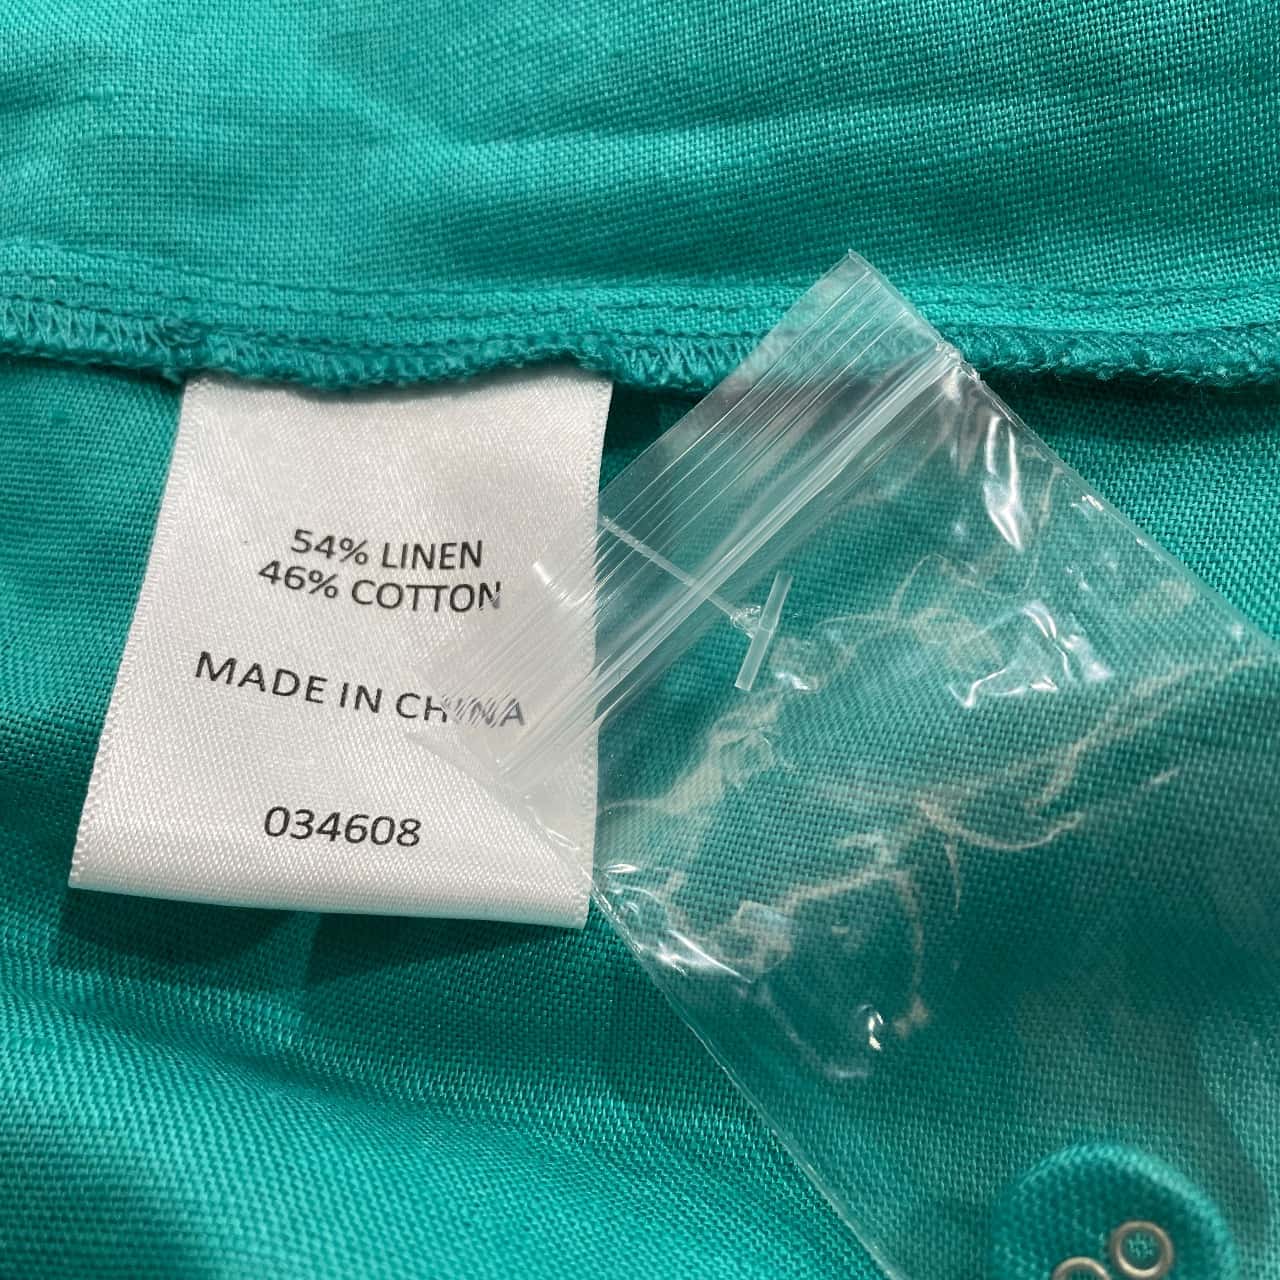 54% LINEN
46% COTTON
MADE IN CHINA
034608